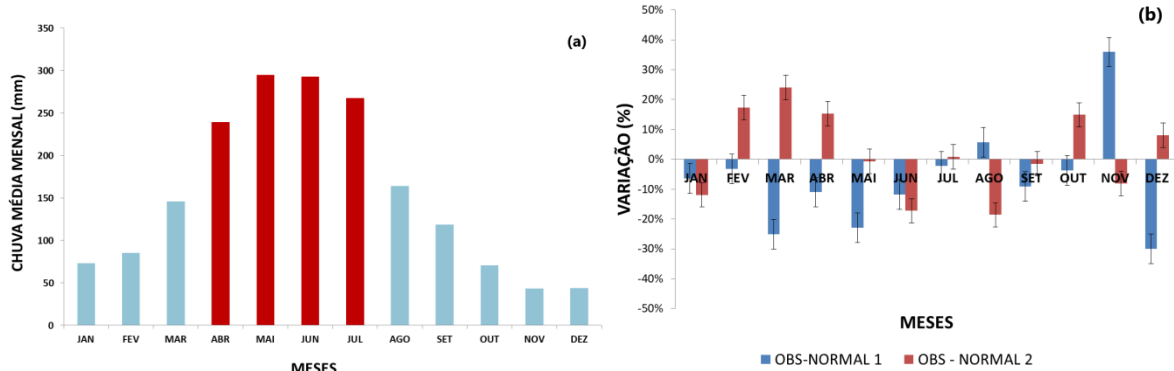 (a)
CHUVA MÉDIA MENSAL (mm)
350
300
250
200
150
100
50
0
JAN FEV MAR ABR MAI JUN JUL AGO SET OUT NOV DEZ
MESES
(b)
VARIAÇÃO (%)
50%
40%
30%
20%
10%
0%
-10%
-20%
-30%
-40%
-50%
JAN FEV MAR ABR MAI JUN JUL AGO SET OUT NOV DEZ
MESES
OBS-NORMAL 1 OBS - NORMAL 2